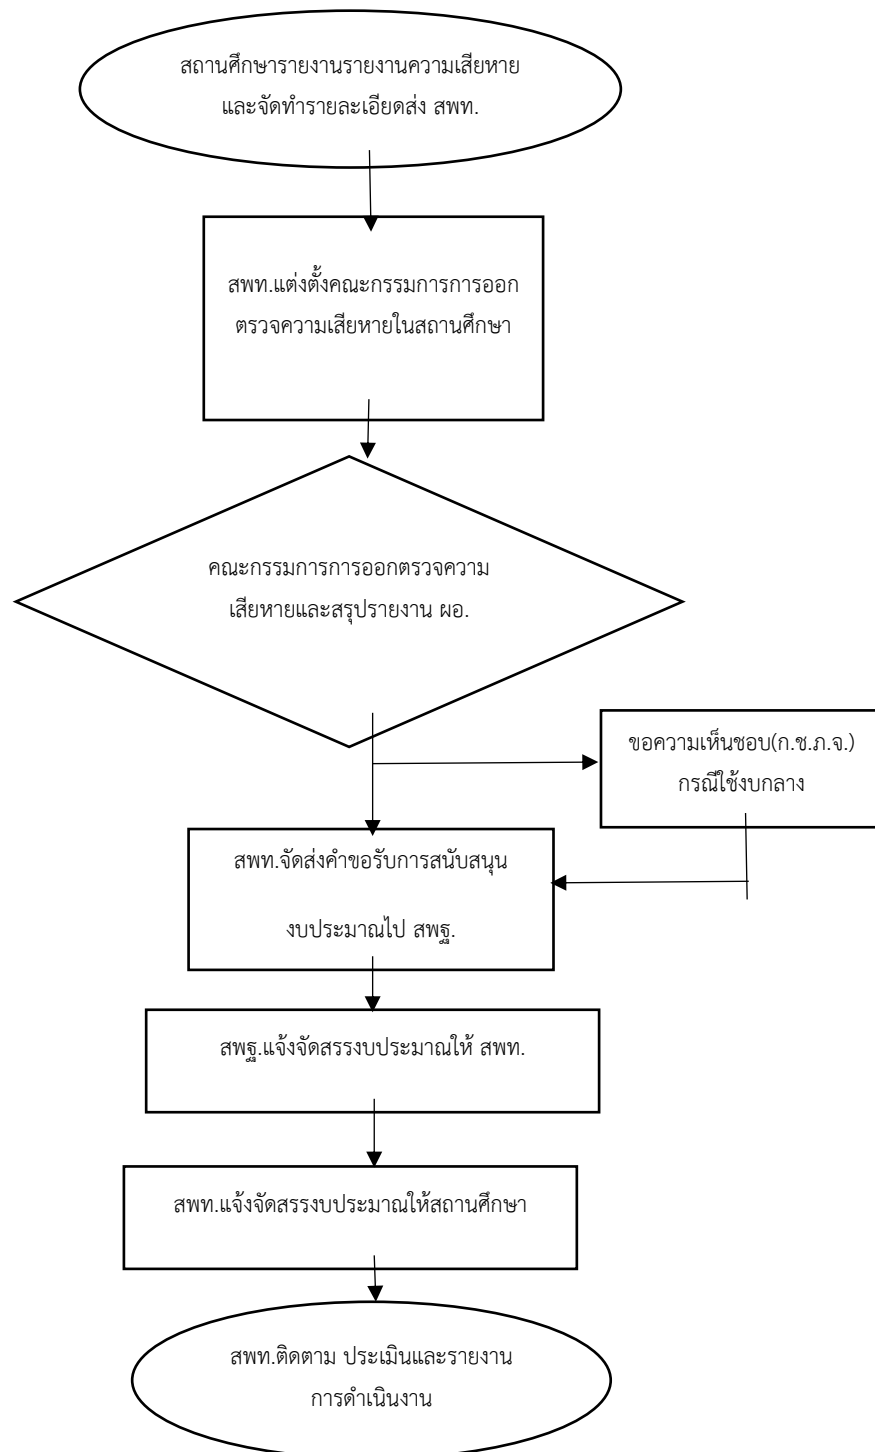 สถานศึกษารายงานรายงานความเสียหาย
และจัดทำรายละเอียดส่ง สพท.
สพท.แต่งตั้งคณะกรรมการการออก
ตรวจความเสียหายในสถานศึกษา
คณะกรรมการการออกตรวจความ
เสียหายและสรุปรายงาน ผอ.
ขอความเห็นชอบ(ก.ช.ภ.จ.)
กรณีใช้งบกลาง
สพท.จัดส่งคำขอรับการสนับสนุน
งบประมาณไป สพฐ.
สพฐ.แจ้งจัดสรรงบประมาณให้ สพท.
สพท.แจ้งจัดสรรงบประมาณให้สถานศึกษา
สพท.ติดตาม ประเมินและรายงาน
การดำเนินงาน